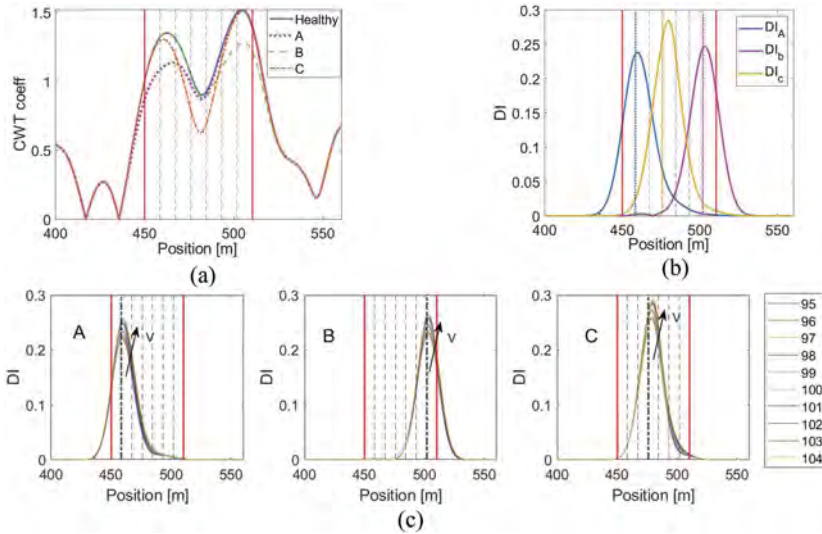 1.5
1
0.5
0
CWT coeff
400
450
500
550
Position [m]
Healthy
A
B
C
(a)
0.3
0.25
0.2
0.15
0.1
0.05
0
DI
400
450
500
550
Position [m]
DI_A
DI_b
DI_c
(b)
0.3
0.2
0.1
0
DI
A
V
400
450
500
550
Position [m]
0.3
0.2
0.1
0
DI
B
V
400
450
500
550
Position [m]
0.3
0.2
0.1
0
DI
C
V
400
450
500
550
Position [m]
95
96
97
98
99
100
101
102
103
104
(c)